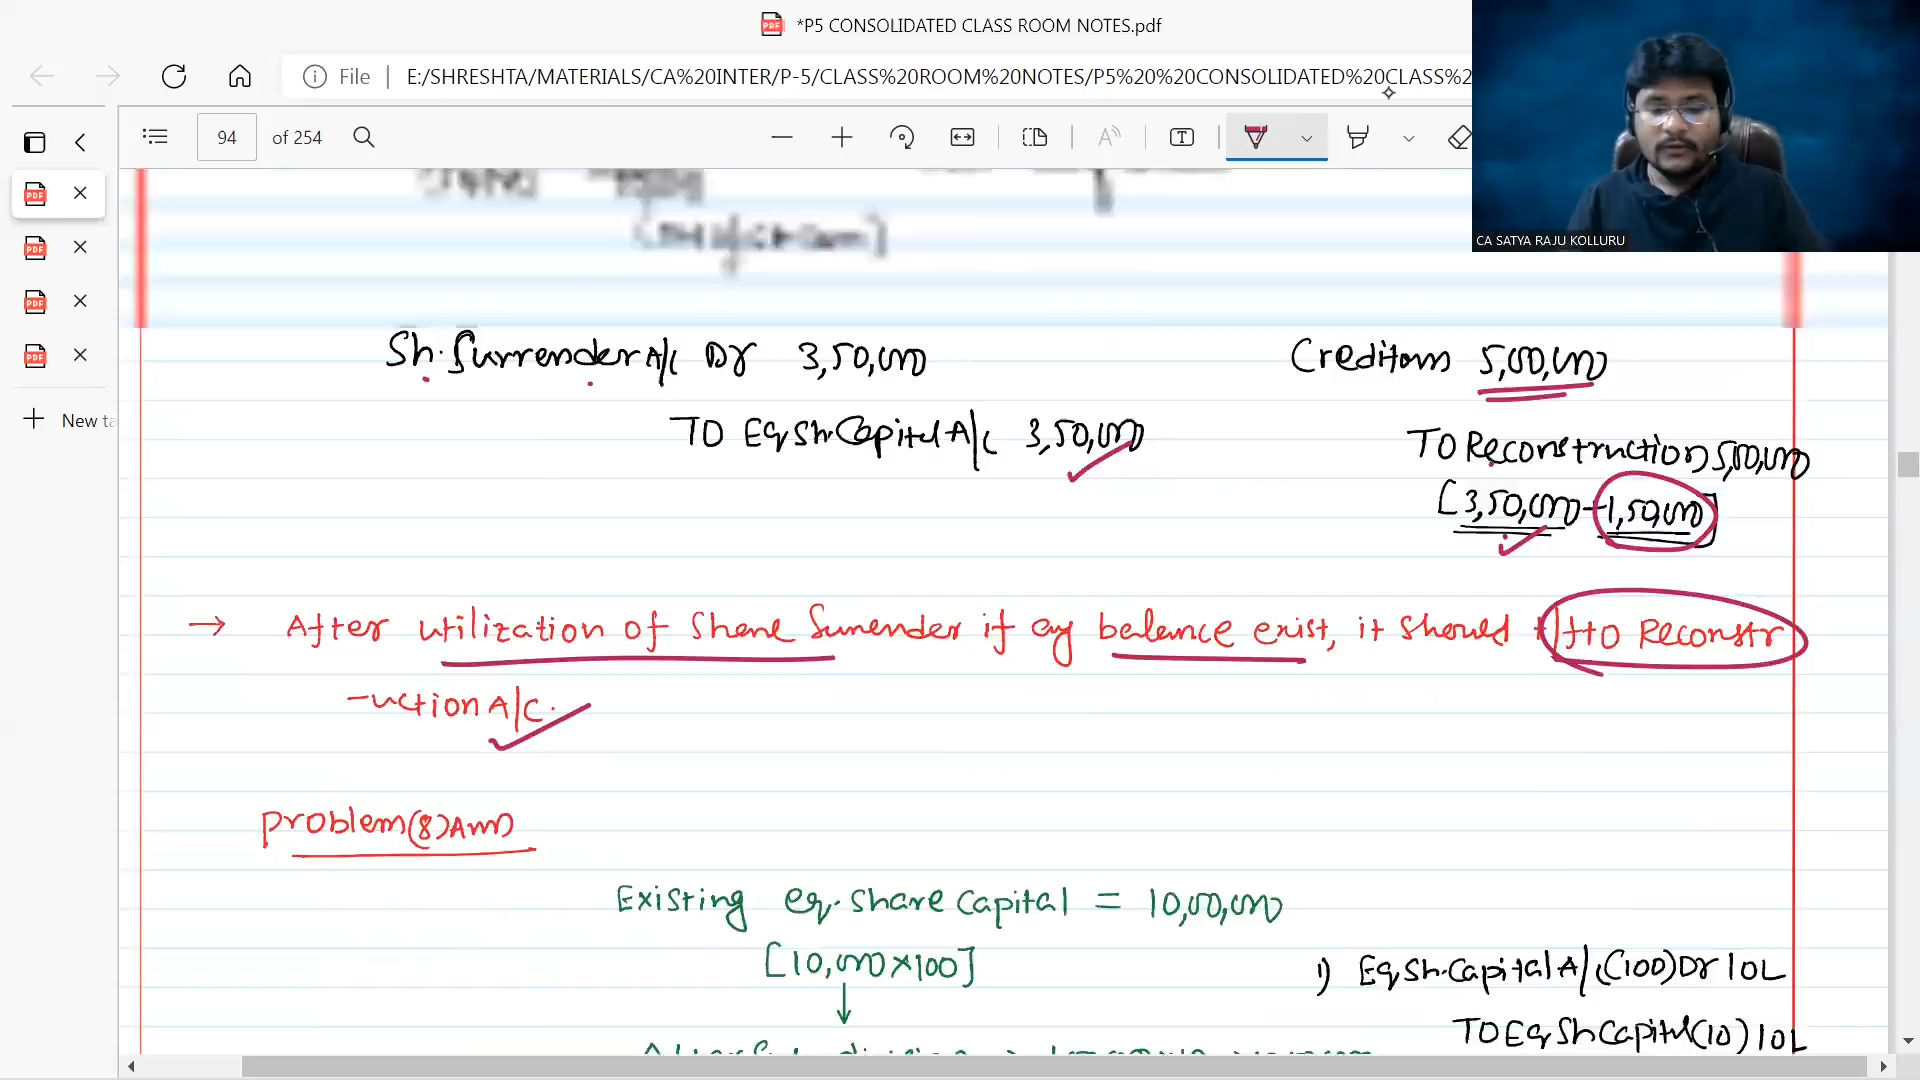 *P5 CONSOLIDATED CLASS ROOM NOTES.pdf
File
E:/SHRESHTA/MATERIALS/CA%20INTER/P-5/CLASS%20ROOM%20NOTES/P5%20%20CONSOLIDATED%20CLASS%2
94 of 254
CA SATYA RAJU KOLLURU
New ta
Sh. Surrender A/c Dr 3,50,000
To Eq Sh Capital A/c 3,50,000
Creditors 5,00,000
To Reconstruction 5,00,000
[3,50,000 - 1,50,000]
→ After utilization of Share Surrender if any balance exist, it should tfr to Reconstr
-uction A/C.
Problem (8) Ans
Existing eq. share capital = 10,00,000
[10,000×100]
1) Eq Sh. Capital A/c (100) Dr 10L
To Eq Sh Capital (10) 10L